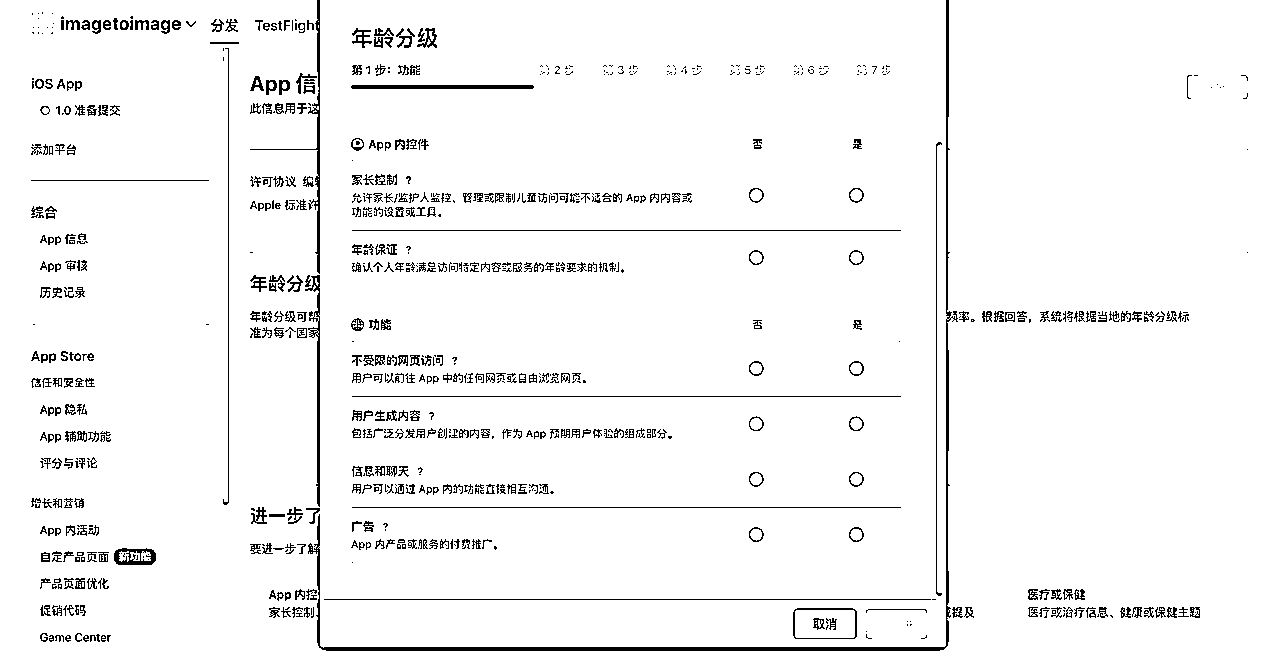 imagetoimage
分发
TestFlight
iOS App
1.0 准备提交
添加平台
综合
App 信息
App 审核
历史记录
App Store
信任和安全性
App 隐私
App 辅助功能
评分与评论
增长和营销
App 内活动
自定产品页面 新功能
产品页面优化
促销代码
Game Center
App 信
此信息用于这
许可协议 编
Apple 标准许
年龄分级
年龄分级可帮
准为每个国家
频率。根据回答，系统将根据当地的年龄分级标
进一步了
要进一步了解
App 内控
家长控制
提及
医疗或保健
医疗或治疗信息、健康或保健主题
年龄分级
第 1 步：功能
第 2 步
第 3 步
第 4 步
第 5 步
第 6 步
第 7 步
App 内控件 否 是
家长控制 ?
允许家长/监护人监控、管理或限制儿童访问可能不适合的 App 内内容或
功能的设置或工具。
年龄保证 ?
确认个人年龄满足访问特定内容或服务的年龄要求的机制。
功能 否 是
不受限的网页访问 ?
用户可以前往 App 中的任何网页或自由浏览网页。
用户生成内容 ?
包括广泛分发用户创建的内容，作为 App 预期用户体验的组成部分。
信息和聊天 ?
用户可以通过 App 内的功能直接相互沟通。
广告 ?
App 内产品或服务的付费推广。
取消